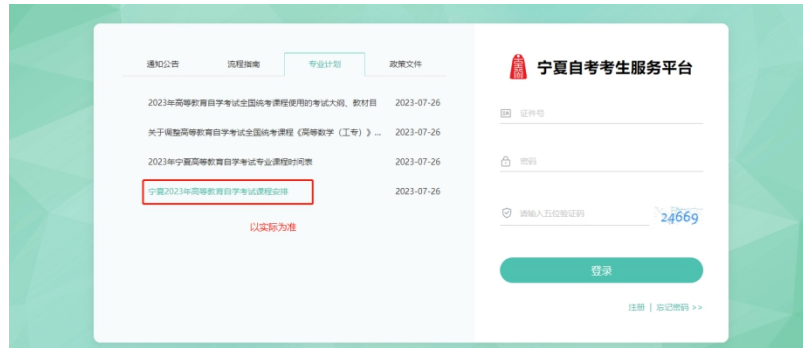 通知公告 流程指南 专业计划 政策文件
2023年高等教育自学考试全国统考课程使用的考试大纲、教材目 2023-07-26
关于调整高等教育自学考试全国统考课程《高等数学（工专）》... 2023-07-26
2023年宁夏高等教育自学考试专业课程时间表 2023-07-26
宁夏2023年高等教育自学考试课程安排 2023-07-26
以实际为准
宁夏自考考生服务平台
证件号
密码
请输入五位验证码 24669
登录
注册 | 忘记密码 >>